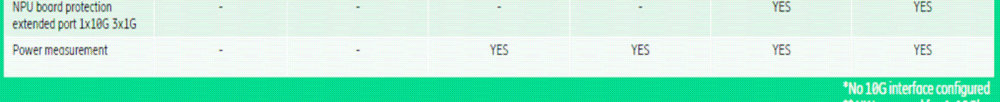 NPU board protection - - - - YES YES
extended port 1x10G 3x1G
Power measurement - - YES YES YES YES
*No 10G interface configured